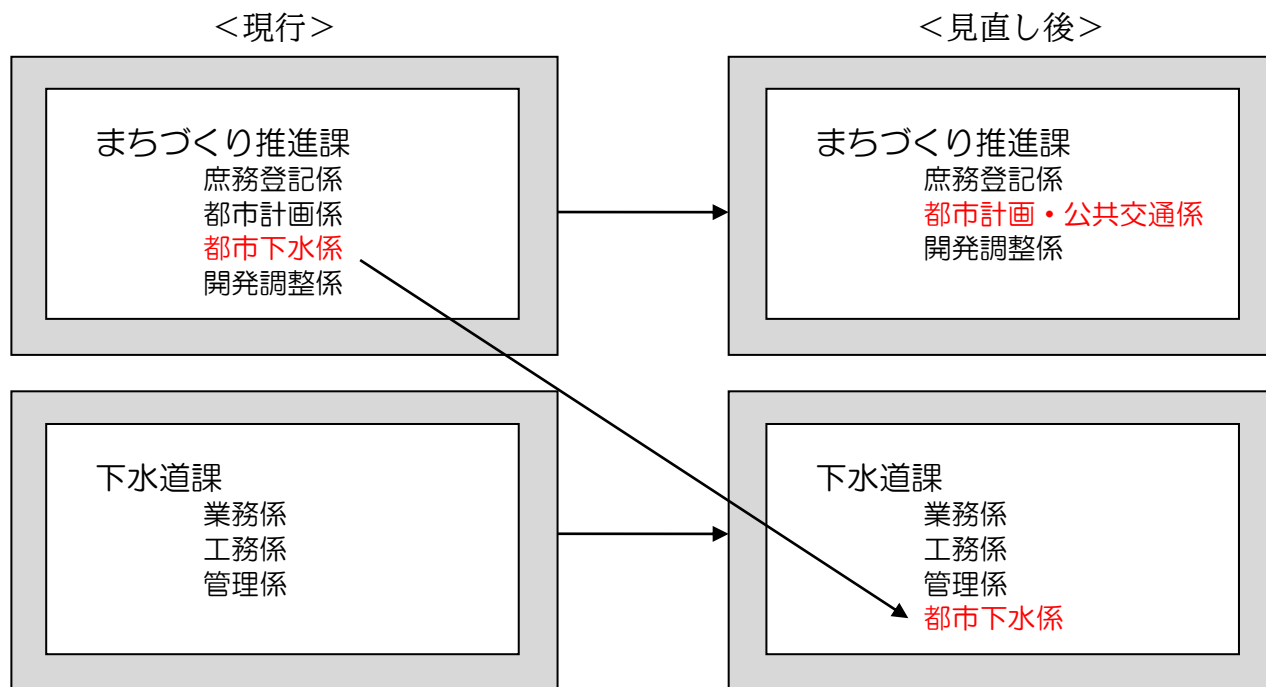 <現行>
まちづくり推進課
庶務登記係
都市計画係
都市下水係
開発調整係
下水道課
業務係
工務係
管理係
<見直し後>
まちづくり推進課
庶務登記係
都市計画・公共交通係
開発調整係
下水道課
業務係
工務係
管理係
都市下水係